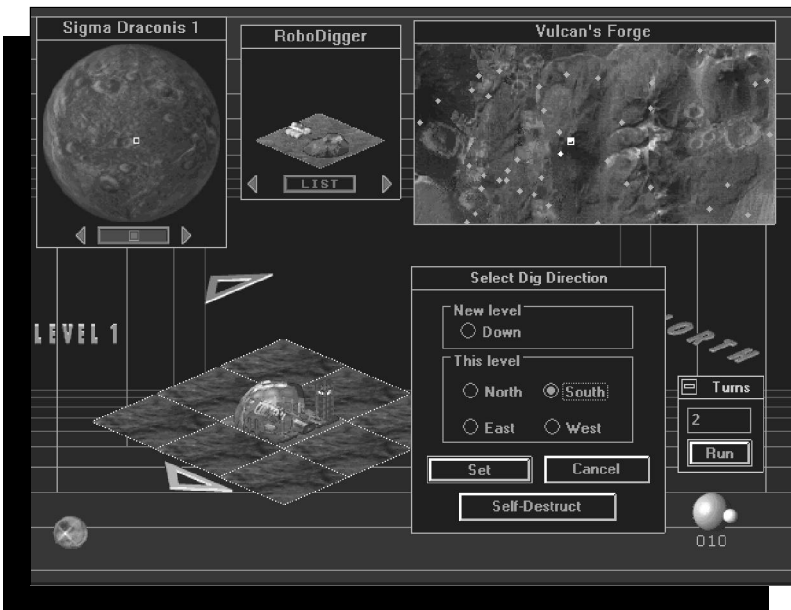 Sigma Draconis 1
RoboDigger
Vulcan's Forge
LIST
Select Dig Direction
New level
Down
LEVEL 1
NORTH
This level
North
South
East
West
Turns
2
Run
Set
Cancel
Self-Destruct
010